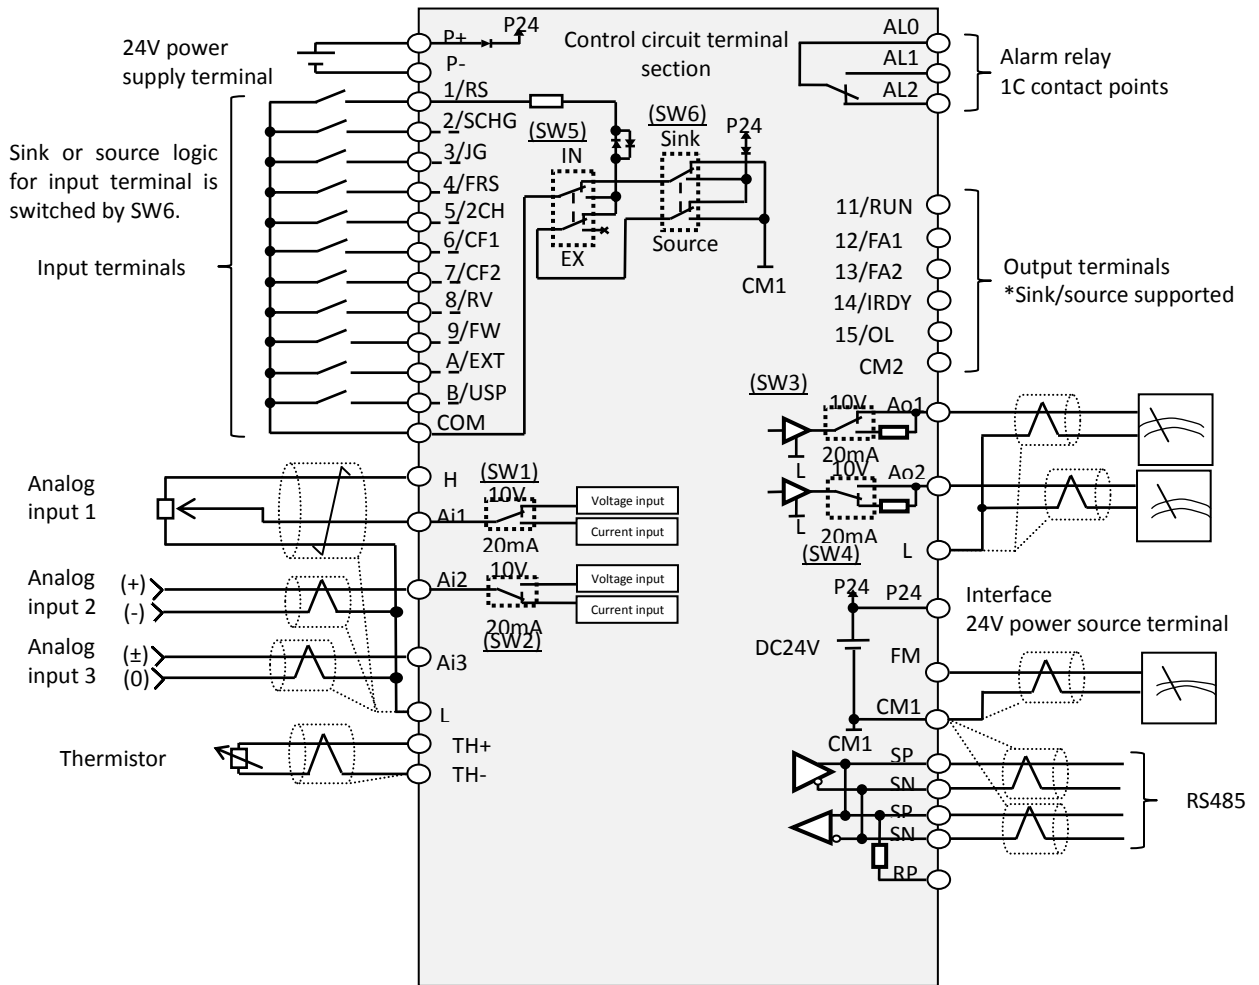 24V power
supply terminal
Sink or source logic
for input terminal is
switched by SW6.
Input terminals
P+
P24
P-
1/RS
2/SCHG
3/JG
4/FRS
5/2CH
6/CF1
7/CF2
8/RV
9/FW
A/EXT
B/USP
COM
Control circuit terminal
section
(SW5)
IN
EX
(SW6)
Sink
Source
P24
CM1
AL0
AL1
AL2
Alarm relay
1C contact points
11/RUN
12/FA1
13/FA2
14/IRDY
15/OL
CM2
Output terminals
*Sink/source supported
Analog
input 1
H
Ai1
(SW1)
10V
20mA
Voltage input
Current input
Analog
input 2
(+)
(-)
Ai2
10V
20mA
(SW2)
Voltage input
Current input
Analog
input 3
(±)
(0)
Ai3
L
Thermistor
TH+
TH-
(SW3)
10V
20mA
L
Ao1
10V
20mA
L
(SW4)
Ao2
L
P24
P24
DC24V
Interface
24V power source terminal
FM
CM1
CM1
SP
SN
SP
SN
RP
RS485